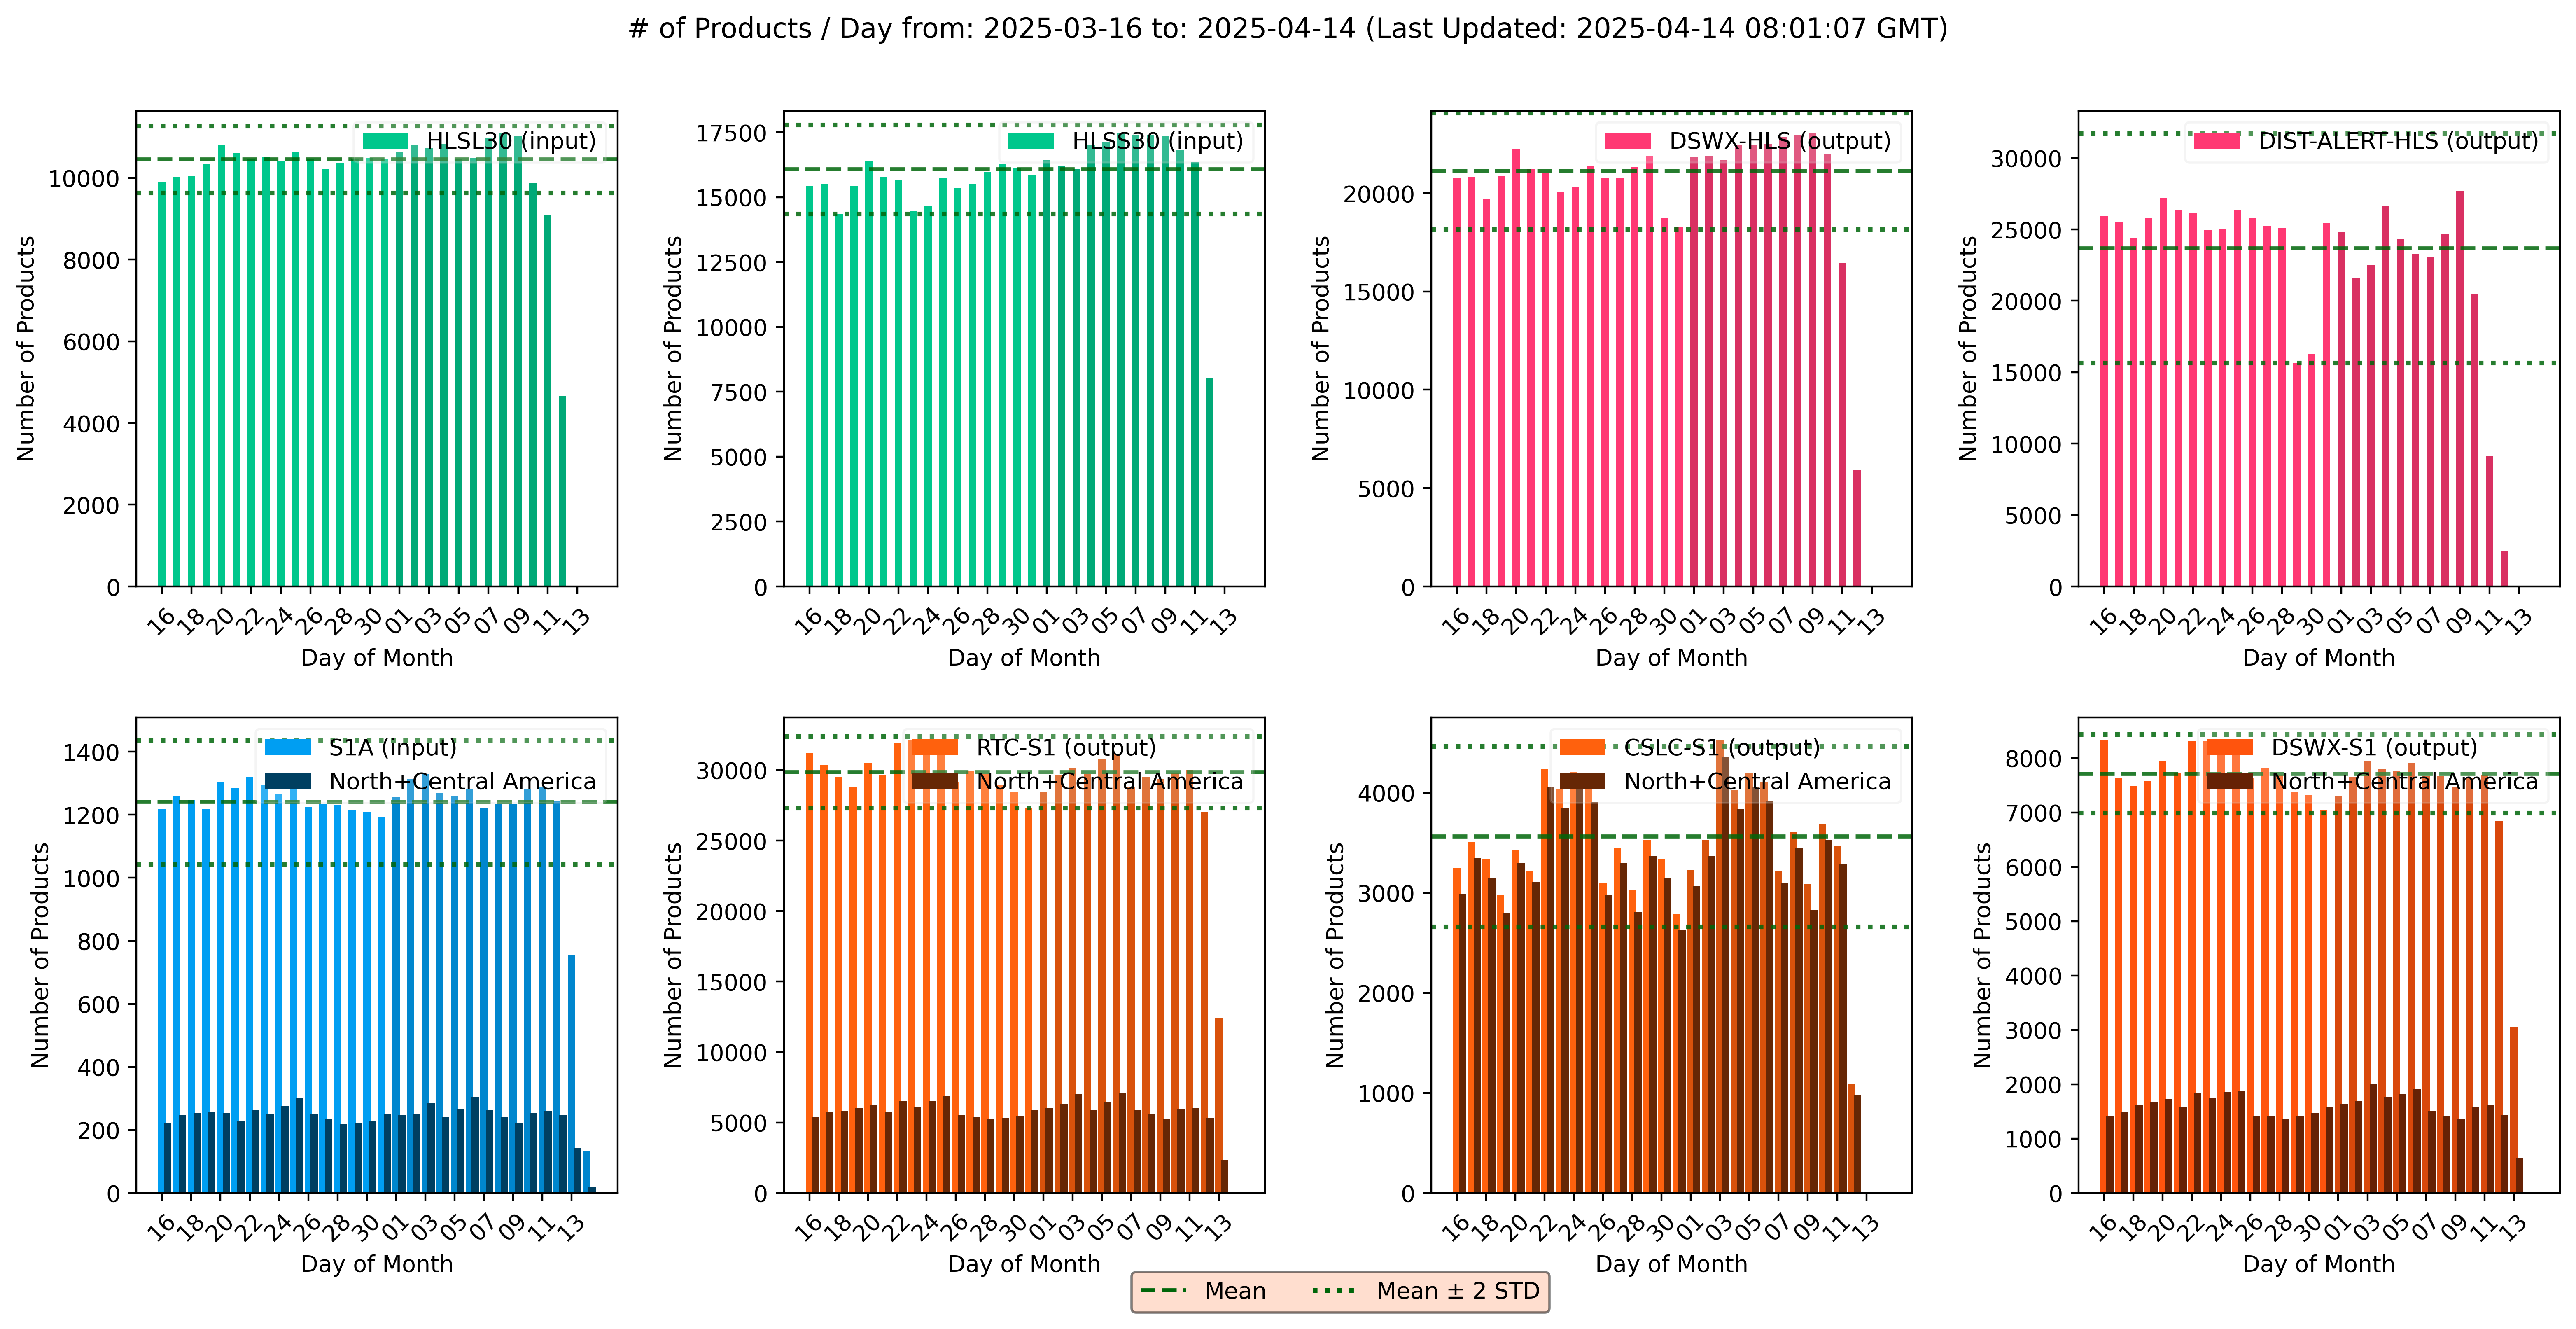 # of Products / Day from: 2025-03-16 to: 2025-04-14 (Last Updated: 2025-04-14 08:01:07 GMT)
HLSL30 (input)
Number of Products
10000
8000
6000
4000
2000
0
16 18 20 22 24 26 28 30 01 03 05 07 09 11 13
Day of Month
HLSS30 (input)
Number of Products
17500
15000
12500
10000
7500
5000
2500
0
16 18 20 22 24 26 28 30 01 03 05 07 09 11 13
Day of Month
DSWX-HLS (output)
Number of Products
20000
15000
10000
5000
0
16 18 20 22 24 26 28 30 01 03 05 07 09 11 13
Day of Month
DIST-ALERT-HLS (output)
Number of Products
30000
25000
20000
15000
10000
5000
0
16 18 20 22 24 26 28 30 01 03 05 07 09 11 13
Day of Month
S1A (input)
North+Central America
Number of Products
1400
1200
1000
800
600
400
200
0
16 18 20 22 24 26 28 30 01 03 05 07 09 11 13
Day of Month
RTC-S1 (output)
North+Central America
Number of Products
30000
25000
20000
15000
10000
5000
0
16 18 20 22 24 26 28 30 01 03 05 07 09 11 13
Day of Month
CSLC-S1 (output)
North+Central America
Number of Products
4000
3000
2000
1000
0
16 18 20 22 24 26 28 30 01 03 05 07 09 11 13
Day of Month
DSWX-S1 (output)
North+Central America
Number of Products
8000
7000
6000
5000
4000
3000
2000
1000
0
16 18 20 22 24 26 28 30 01 03 05 07 09 11 13
Day of Month
Mean
Mean ± 2 STD